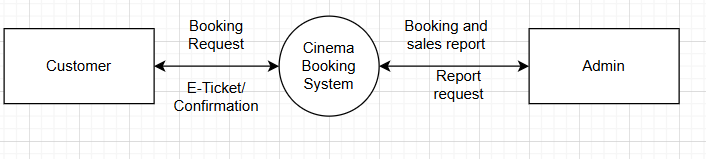 Customer
Booking
Request
E-Ticket/
Confirmation
Cinema
Booking
System
Booking and
sales report
Report
request
Admin